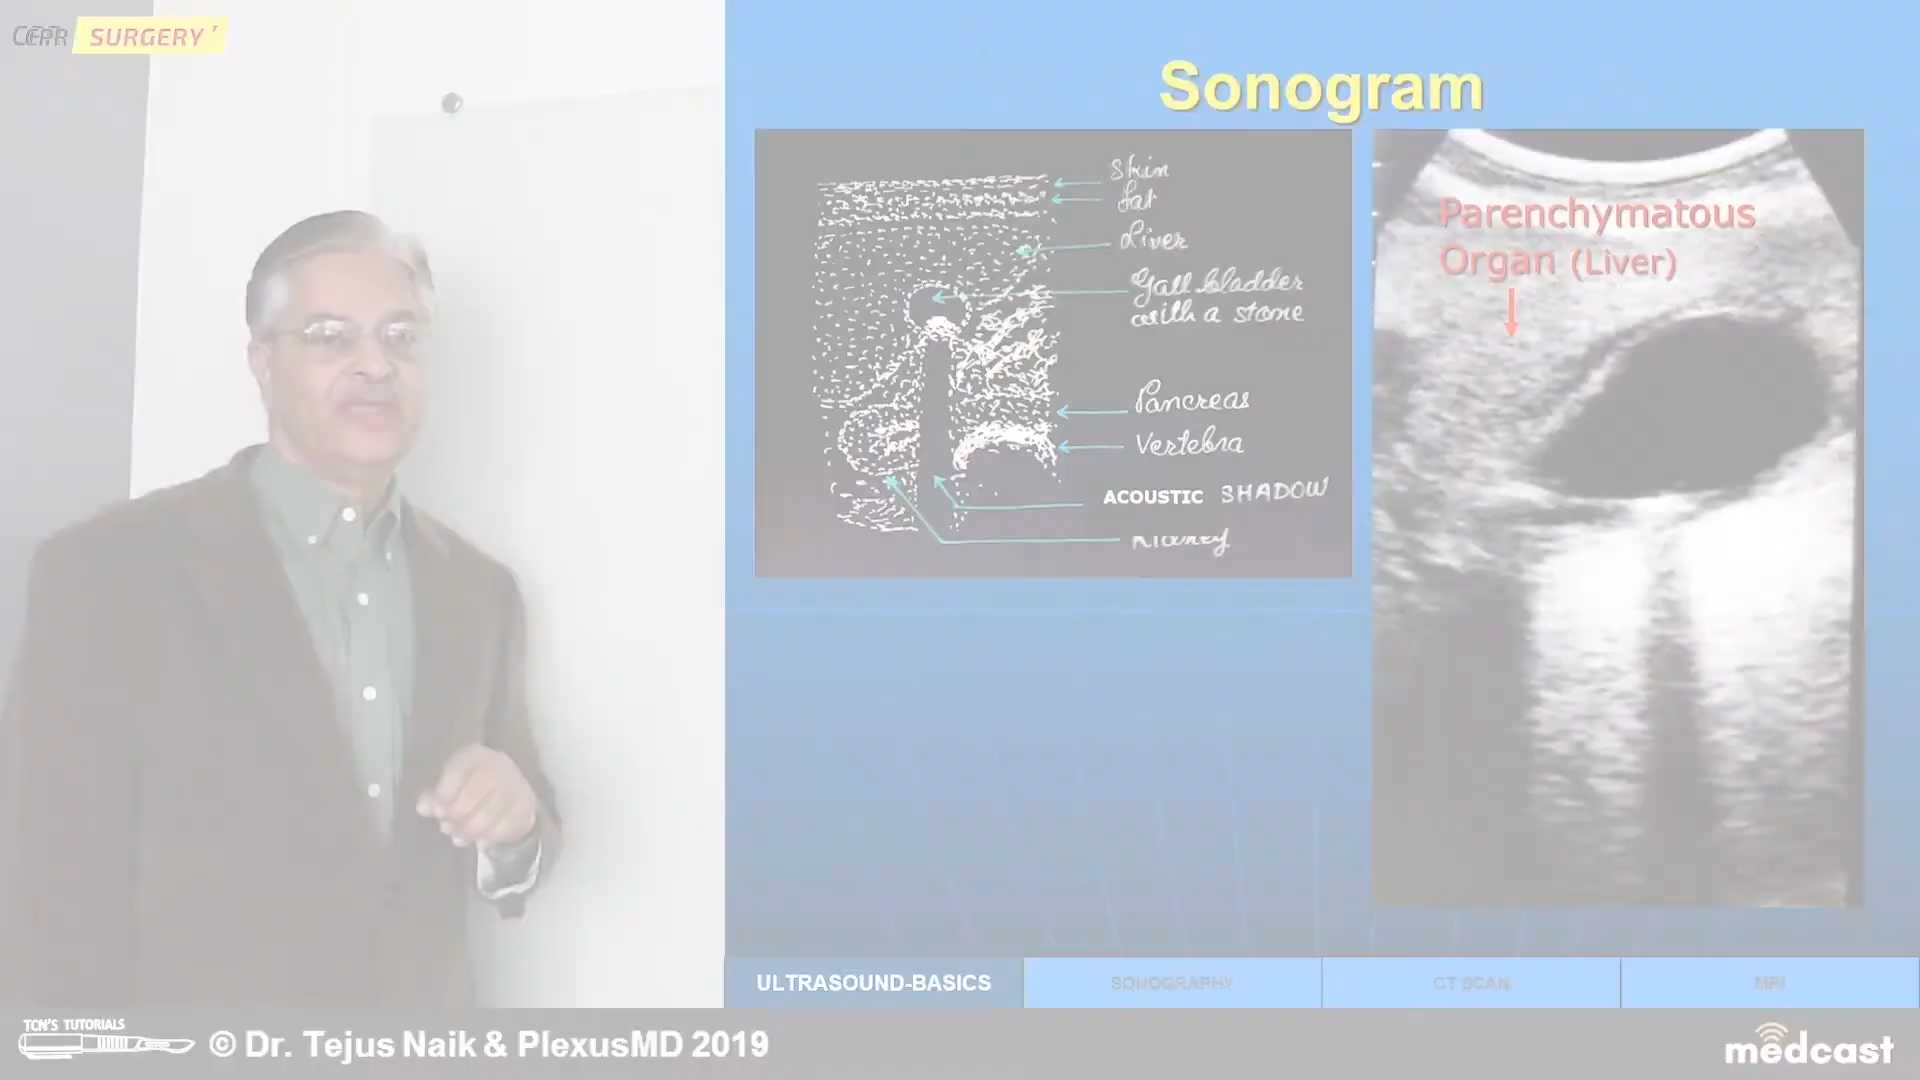 SURGERY
Sonogram
Skin
fat
Liver
Gall bladder
with a stone
Pancreas
Vertebra
ACOUSTIC SHADOW
Kidney
Parenchymatous
Organ (Liver)
ULTRASOUND-BASICS
SONOGRAPHY
CT SCAN
MRI
TCN'S TUTORIALS
© Dr. Tejus Naik & PlexusMD 2019
medcast